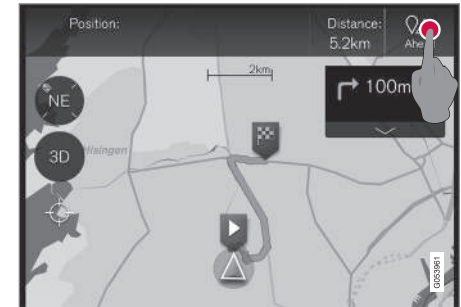 Position:
Distance:
5.2km
Ahe
2km
100m
NE
3D
Hisingen
G053961